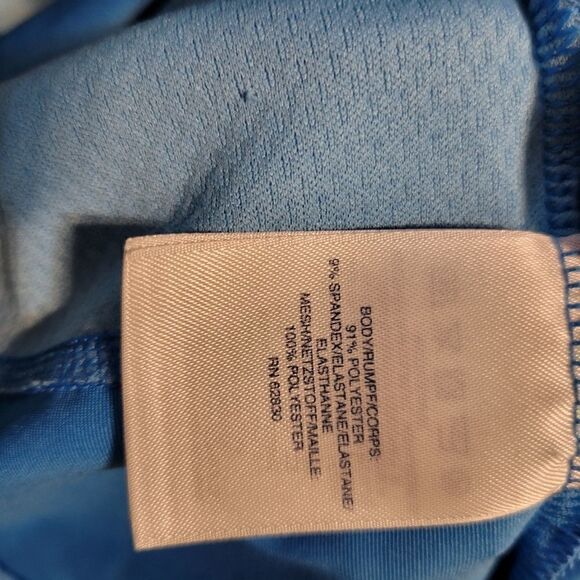 BODY/RUMPF/CORPS:
91% POLYESTER
9% SPANDEX/ELASTANE/ELASTANE/
ELASTHANNE
MESH/NETZSTOFF/MAILLE:
100% POLYESTER
RN 62830